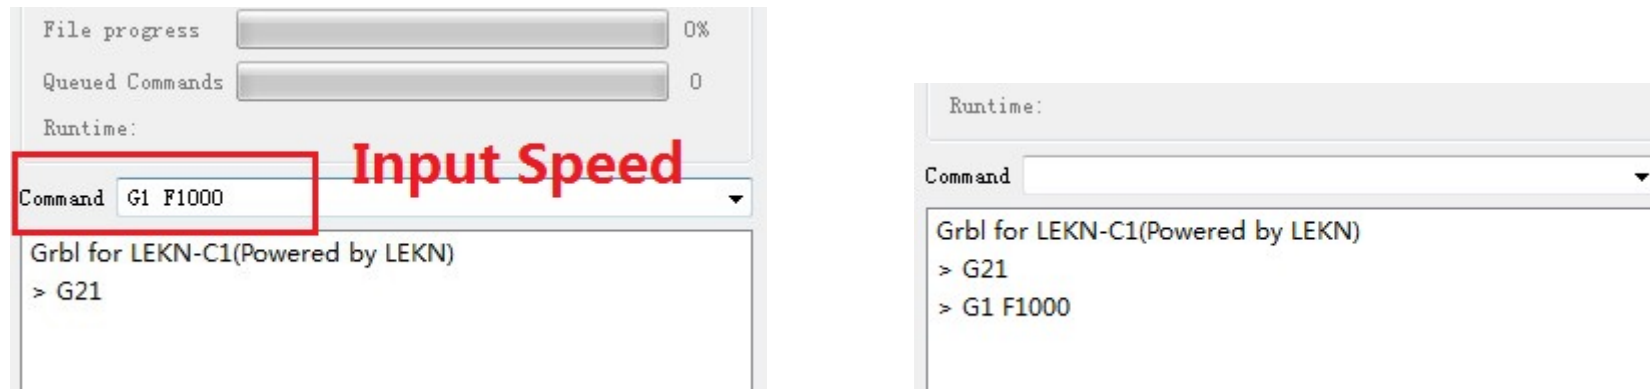 File progress 0%
Queued Commands 0
Runtime:
Input Speed
Command G1 F1000
Grbl for LEKN-C1(Powered by LEKN)
> G21
Runtime:
Command
Grbl for LEKN-C1(Powered by LEKN)
> G21
> G1 F1000